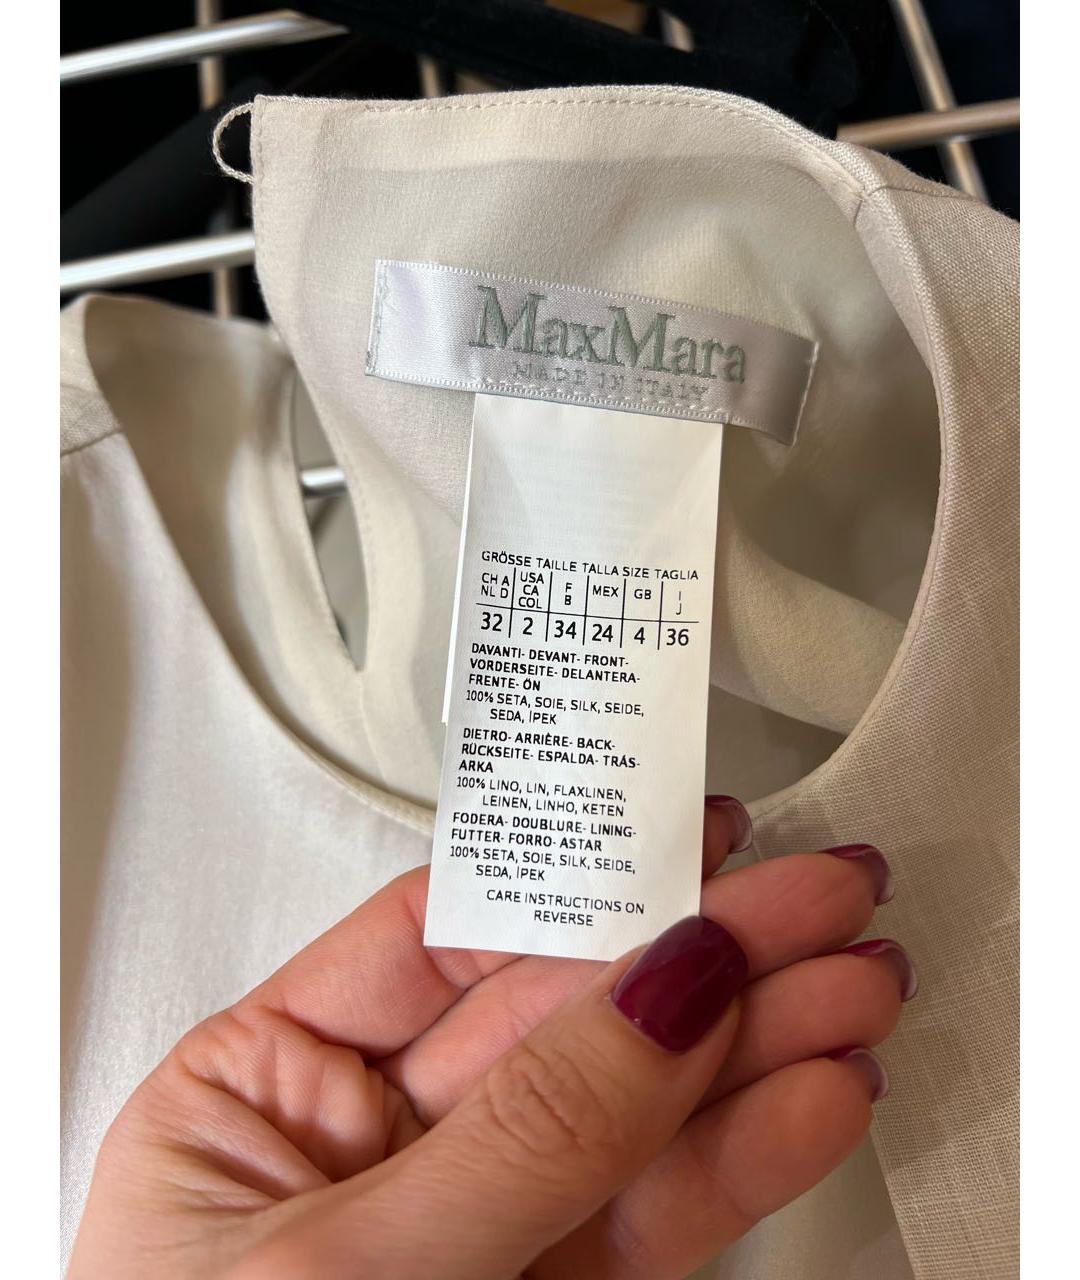 MaxMara
MADE IN ITALY
GRÖSSE TAILLE TALLA SIZE TAGLIA
CH A NL D | USA CA COL | F B | MEX | GB | I J
32 | 2 | 34 | 24 | 4 | 36
DAVANTI- DEVANT- FRONT-
VORDERSEITE- DELANTERA-
FRENTE- ÖN
100% SETA, SOIE, SILK, SEIDE,
SEDA, İPEK
DIETRO- ARRIÈRE- BACK-
RÜCKSEITE- ESPALDA- TRÁS-
ARKA
100% LINO, LIN, FLAXLINEN,
LEINEN, LINHO, KETEN
FODERA- DOUBLURE- LINING-
FUTTER- FORRO- ASTAR
100% SETA, SOIE, SILK, SEIDE,
SEDA, İPEK
CARE INSTRUCTIONS ON
REVERSE